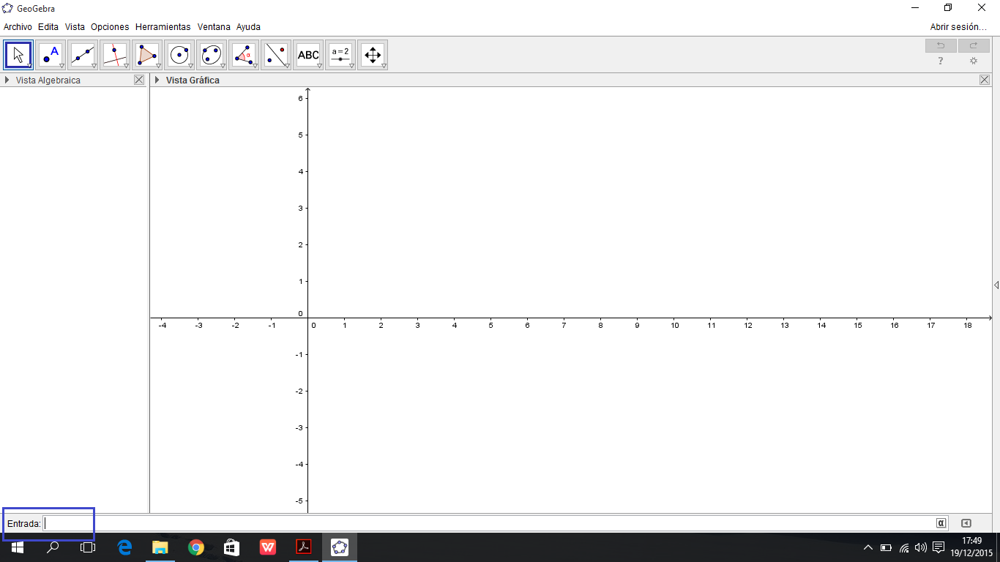 GeoGebra
Archivo Edita Vista Opciones Herramientas Ventana Ayuda Abrir sesión...
A α ABC a=2 ?
Vista Algebraica Vista Gráfica
6
5
4
3
2
1
0
-4 -3 -2 -1 0 1 2 3 4 5 6 7 8 9 10 11 12 13 14 15 16 17 18
-1
-2
-3
-4
-5
Entrada: α
W 17:49
19/12/2015